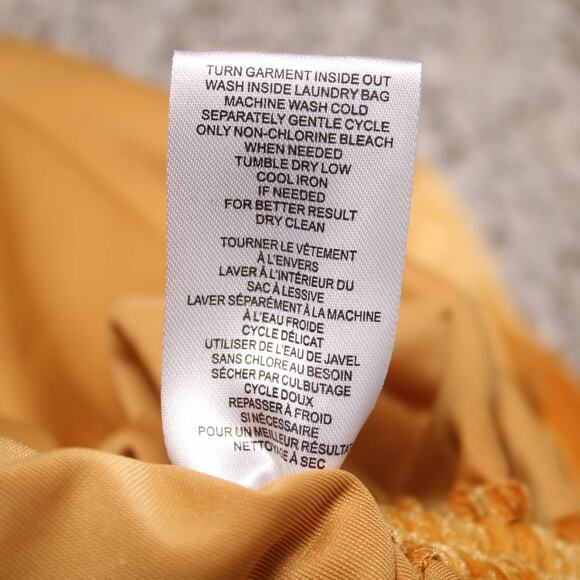 TURN GARMENT INSIDE OUT
WASH INSIDE LAUNDRY BAG
MACHINE WASH COLD
SEPARATELY GENTLE CYCLE
ONLY NON-CHLORINE BLEACH
WHEN NEEDED
TUMBLE DRY LOW
COOL IRON
IF NEEDED
FOR BETTER RESULT
DRY CLEAN
TOURNER LE VÊTEMENT
À L'ENVERS
LAVER À L'INTÉRIEUR DU
SAC À LESSIVE
LAVER SÉPARÉMENT À LA MACHINE
À L'EAU FROIDE
CYCLE DÉLICAT
UTILISER DE L'EAU DE JAVEL
SANS CHLORE AU BESOIN
SÉCHER PAR CULBUTAGE
CYCLE DOUX
REPASSER À FROID
SI NÉCESSAIRE
POUR UN MEILLEUR RÉSULTAT
NETTOYAGE À SEC